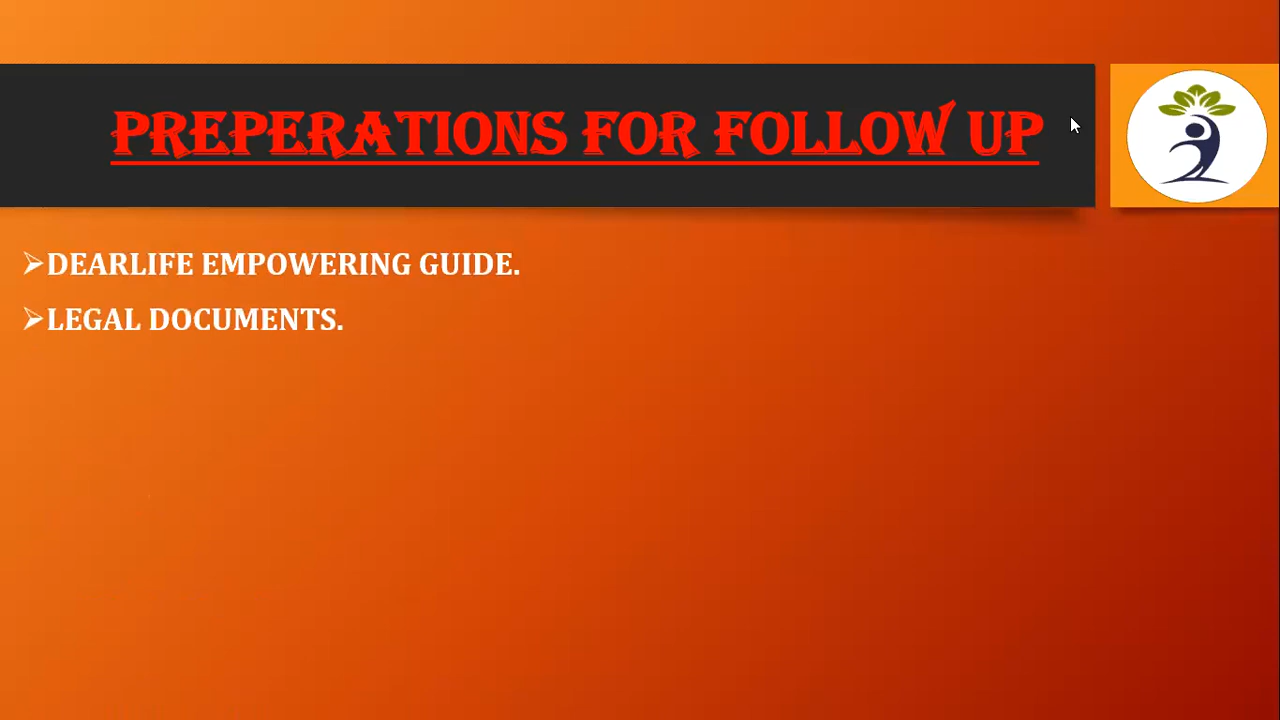 PREPERATIONS FOR FOLLOW UP
DEARLIFE EMPOWERING GUIDE.
LEGAL DOCUMENTS.